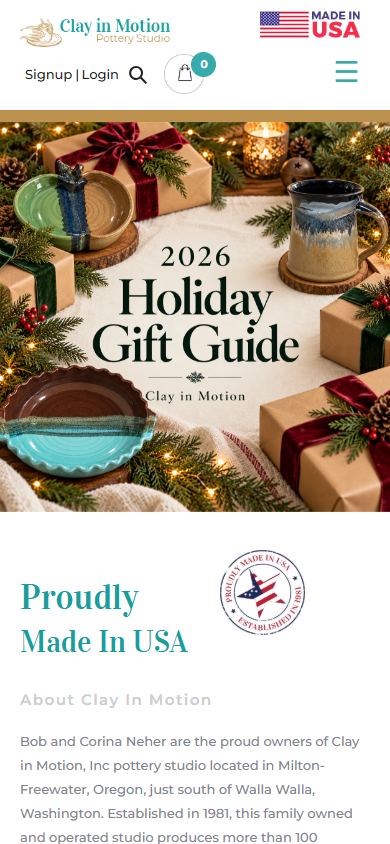 Clay in Motion
Pottery Studio
MADE IN
USA
Signup | Login
0
2026
Holiday
Gift Guide
Clay in Motion
Proudly
Made In USA
PROUDLY MADE IN USA
ESTABLISHED IN 1981
About Clay In Motion
Bob and Corina Neher are the proud owners of Clay
in Motion, Inc pottery studio located in Milton-
Freewater, Oregon, just south of Walla Walla,
Washington. Established in 1981, this family owned
and operated studio produces more than 100